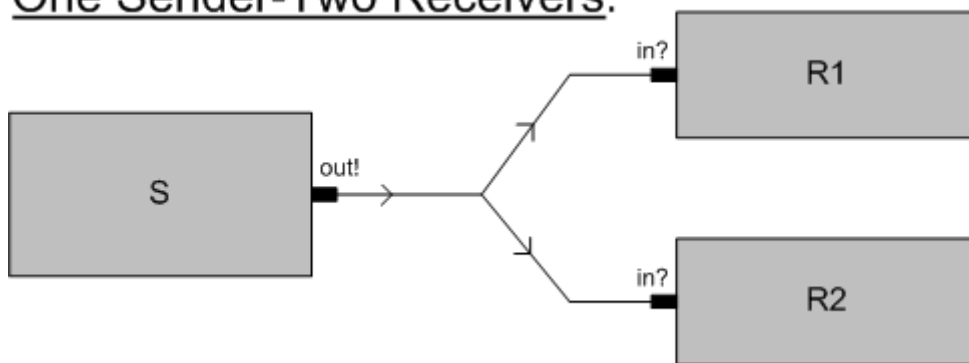 One Sender-Two Receivers:
in?
R1
out!
S
in?
R2